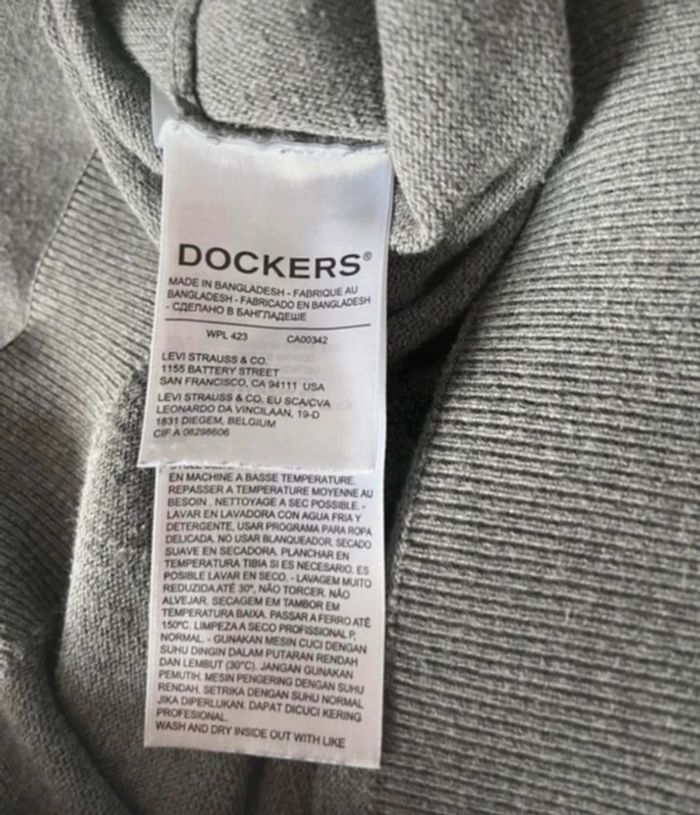 DOCKERS®
MADE IN BANGLADESH - FABRIQUE AU
BANGLADESH - FABRICADO EN BANGLADESH
- СДЕЛАНО В БАНГЛАДЕШЕ
WPL 423 CA00342
LEVI STRAUSS & CO.
1155 BATTERY STREET
SAN FRANCISCO, CA 94111 USA
LEVI STRAUSS & CO. EU SCA/CVA
LEONARDO DA VINCILAAN, 19-D
1831 DIEGEM, BELGIUM
CIF A 08298606
EN MACHINE A BASSE TEMPERATURE.
REPASSER A TEMPERATURE MOYENNE AU
BESOIN . NETTOYAGE A SEC POSSIBLE. -
LAVAR EN LAVADORA CON AGUA FRIA Y
DETERGENTE, USAR PROGRAMA PARA ROPA
DELICADA. NO USAR BLANQUEADOR. SECADO
SUAVE EN SECADORA. PLANCHAR EN
TEMPERATURA TIBIA SI ES NECESARIO. ES
POSIBLE LAVAR EN SECO. - LAVAGEM MUITO
REDUZIDA ATÉ 30°, NÃO TORCER. NÃO
ALVEJAR. SECAGEM EM TAMBOR EM
TEMPERATURA BAIXA. PASSAR A FERRO ATÉ
150°C. LIMPEZA A SECO PROFISSIONAL P,
NORMAL. - GUNAKAN MESIN CUCI DENGAN
SUHU DINGIN DALAM PUTARAN RENDAH
DAN LEMBUT (30°C). JANGAN GUNAKAN
PEMUTIH. MESIN PENGERING DENGAN SUHU
RENDAH. SETRIKA DENGAN SUHU NORMAL
JIKA DIPERLUKAN. DAPAT DICUCI KERING
PROFESIONAL.
WASH AND DRY INSIDE OUT WITH LIKE